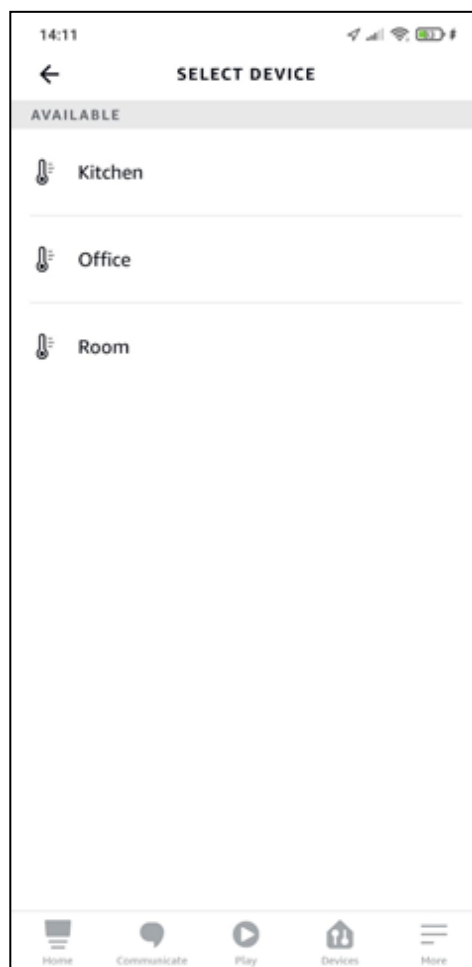 14:11
SELECT DEVICE
AVAILABLE
Kitchen
Office
Room
Home Communicate Play Devices More